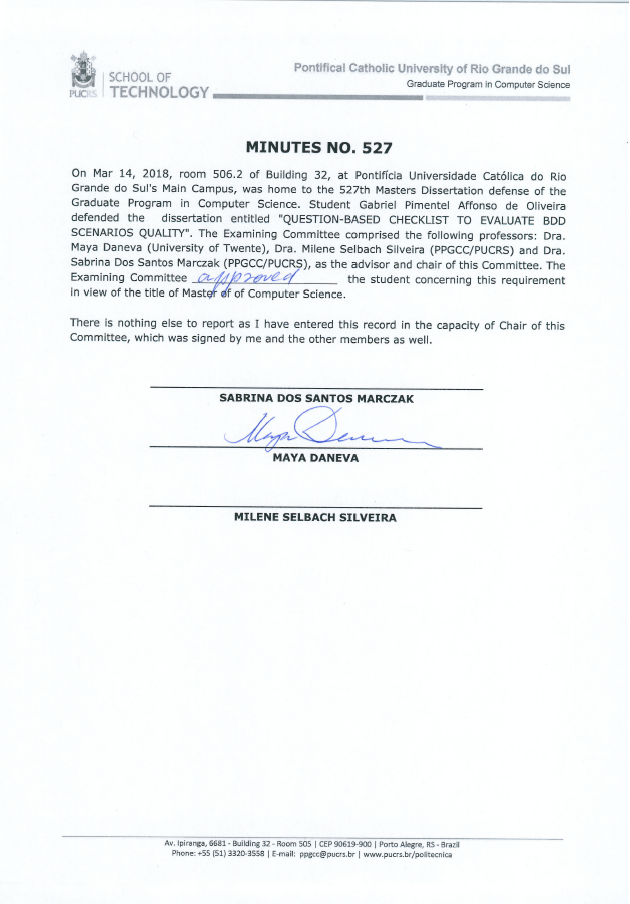 PUCRS
SCHOOL OF
TECHNOLOGY
Pontifical Catholic University of Rio Grande do Sul
Graduate Program in Computer Science
MINUTES NO. 527
On Mar 14, 2018, room 506.2 of Building 32, at Pontifícia Universidade Católica do Rio
Grande do Sul's Main Campus, was home to the 527th Masters Dissertation defense of the
Graduate Program in Computer Science. Student Gabriel Pimentel Affonso de Oliveira
defended the dissertation entitled "QUESTION-BASED CHECKLIST TO EVALUATE BDD
SCENARIOS QUALITY". The Examining Committee comprised the following professors: Dra.
Maya Daneva (University of Twente), Dra. Milene Selbach Silveira (PPGCC/PUCRS) and Dra.
Sabrina Dos Santos Marczak (PPGCC/PUCRS), as the advisor and chair of this Committee. The
Examining Committee approved the student concerning this requirement
in view of the title of Master of of Computer Science.
There is nothing else to report as I have entered this record in the capacity of Chair of this
Committee, which was signed by me and the other members as well.
SABRINA DOS SANTOS MARCZAK
Maya Daneva
MAYA DANEVA
MILENE SELBACH SILVEIRA
Av. Ipiranga, 6681 - Building 32 - Room 505 | CEP 90619-900 | Porto Alegre, RS - Brazil
Phone: +55 (51) 3320-3558 | E-mail: ppgcc@pucrs.br | www.pucrs.br/politecnica